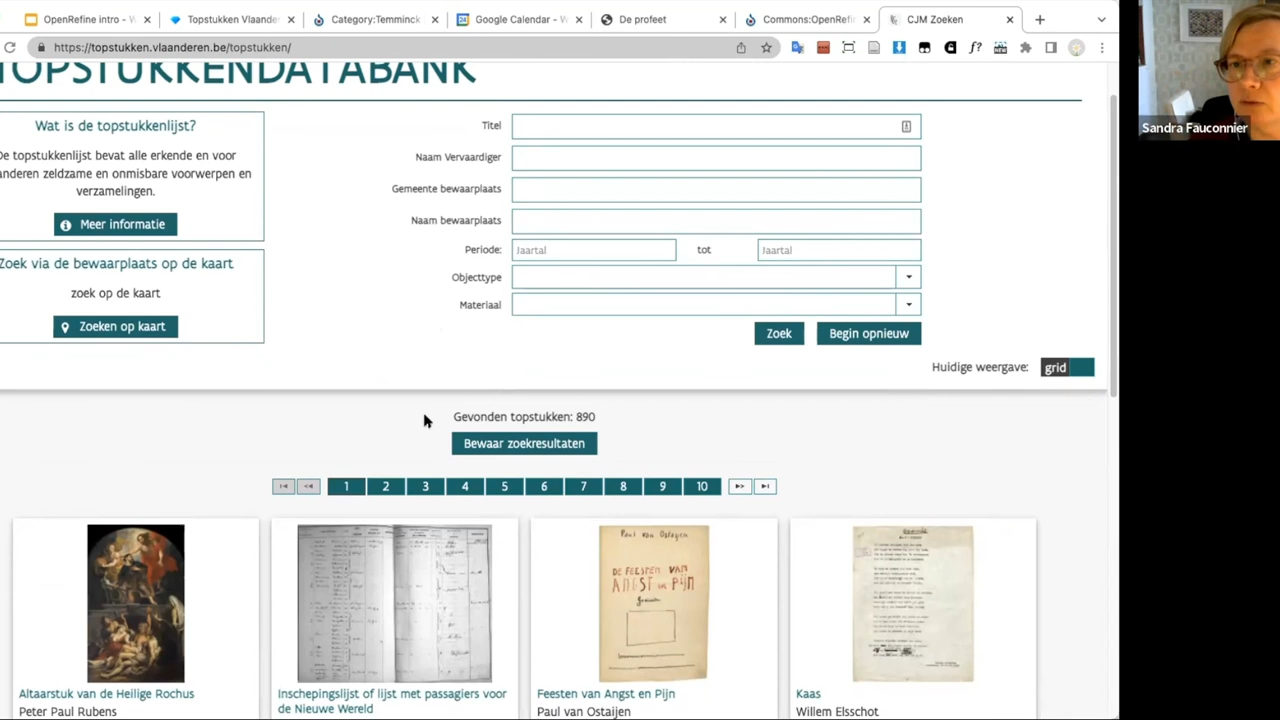 OpenRefine intro - W
Topstukken Vlaander
Category:Temminck
Google Calendar - W
De profeet
Commons:OpenRefin
CJM Zoeken
https://topstukken.vlaanderen.be/topstukken/
TOPSTUKKENDATABANK
Wat is de topstukkenlijst?
De topstukkenlijst bevat alle erkende en voor
anderen zeldzame en onmisbare voorwerpen en
verzamelingen.
Meer informatie
Zoek via de bewaarplaats op de kaart
zoek op de kaart
Zoeken op kaart
Titel
Naam Vervaardiger
Gemeente bewaarplaats
Naam bewaarplaats
Periode: Jaartal tot Jaartal
Objecttype
Materiaal
Zoek Begin opnieuw
Huidige weergave: grid
Gevonden topstukken: 890
Bewaar zoekresultaten
1 2 3 4 5 6 7 8 9 10
Paul van Ostaijen
DE FEESTEN VAN
ANGST EN PIJN
Altaarstuk van de Heilige Rochus
Peter Paul Rubens
Inschepingslijst of lijst met passagiers voor
de Nieuwe Wereld
Feesten van Angst en Pijn
Paul van Ostaijen
Kaas
Willem Elsschot
Sandra Fauconnier